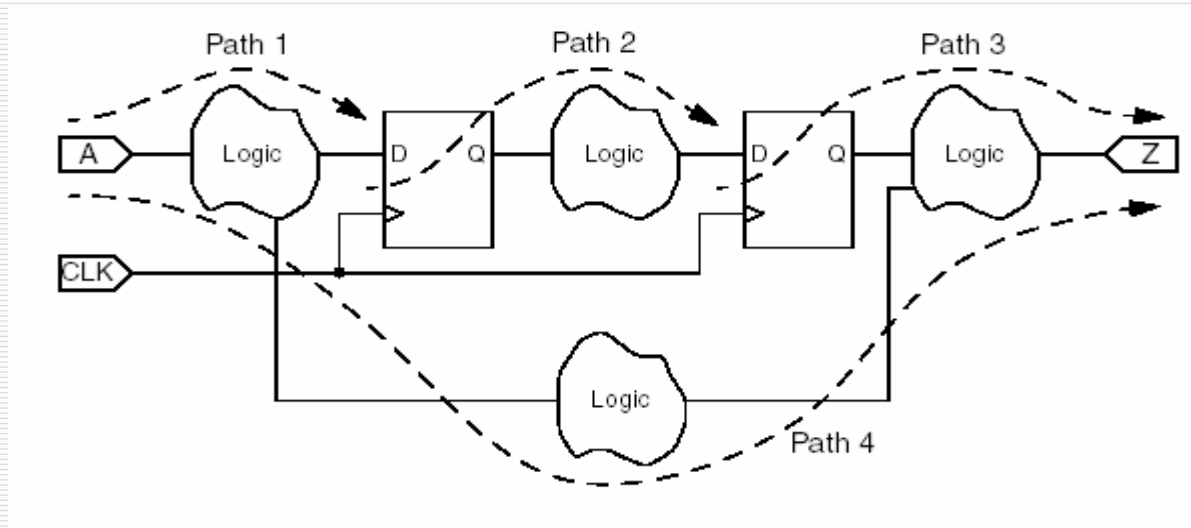 Path 1
Path 2
Path 3
A
Logic
D
Q
Logic
D
Q
Logic
Z
CLK
Logic
Path 4